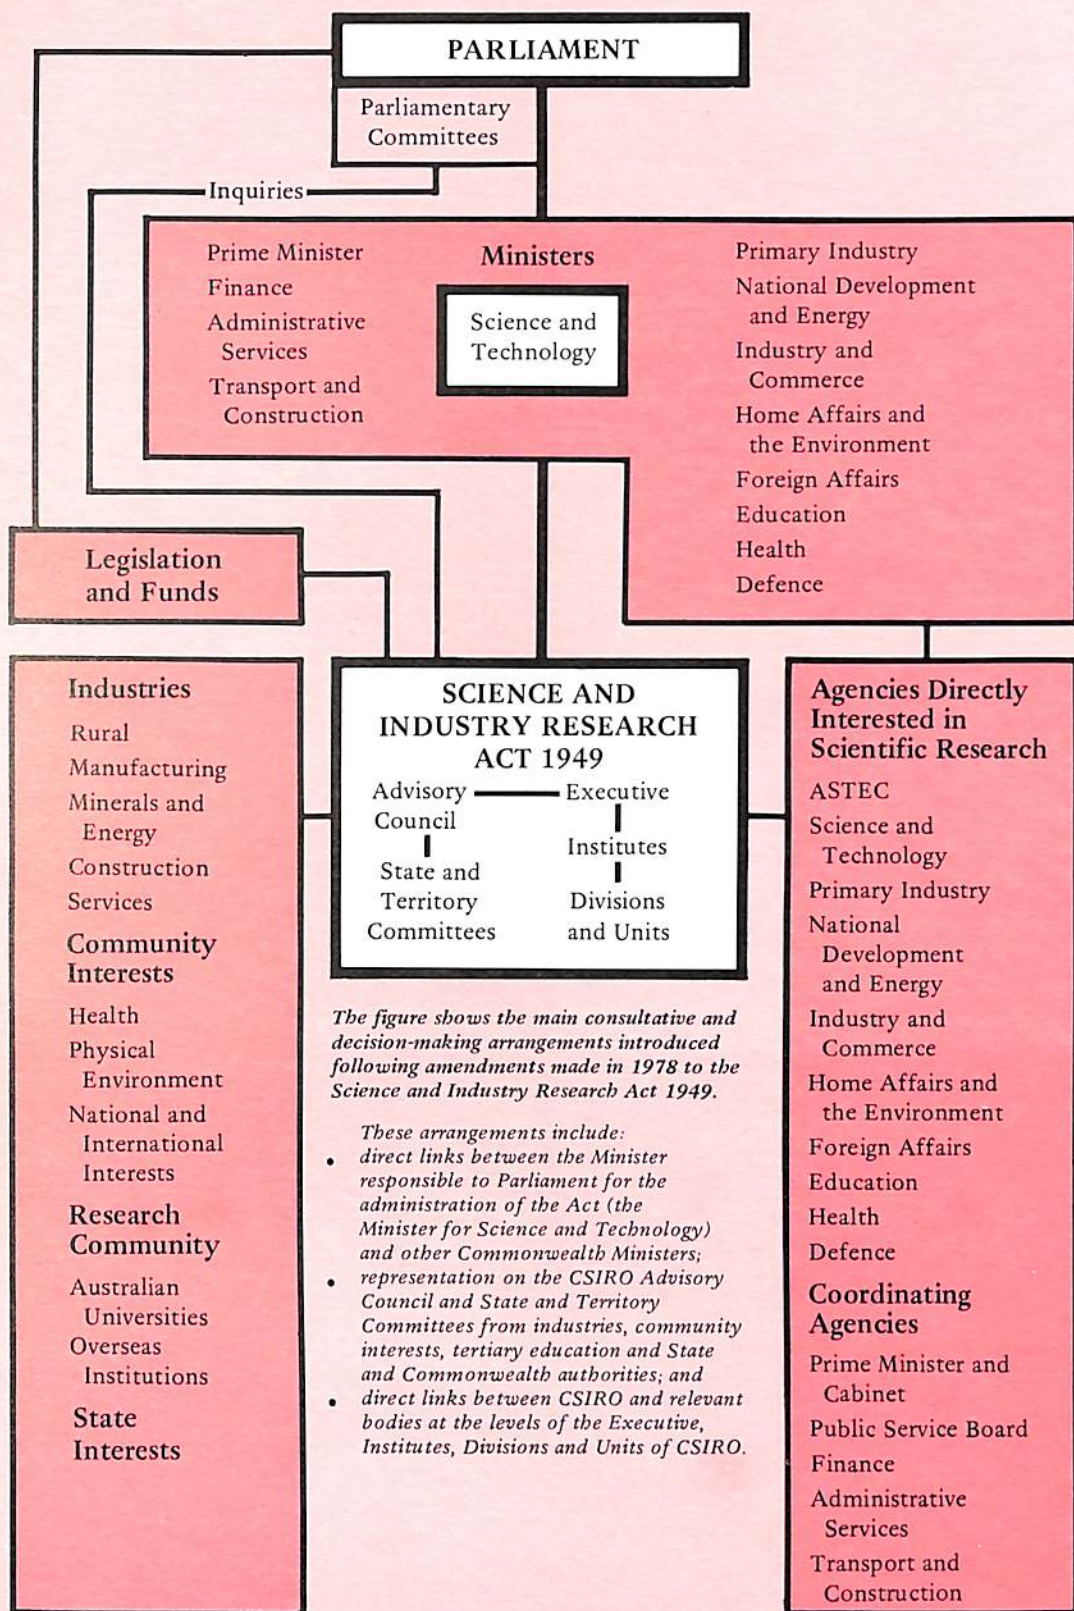 PARLIAMENT
Parliamentary
Committees
Inquiries
Prime Minister
Finance
Administrative
Services
Transport and
Construction
Ministers
Science and
Technology
Primary Industry
National Development
and Energy
Industry and
Commerce
Home Affairs and
the Environment
Foreign Affairs
Education
Health
Defence
Legislation
and Funds
Industries
Rural
Manufacturing
Minerals and
Energy
Construction
Services
Community
Interests
Health
Physical
Environment
National and
International
Interests
Research
Community
Australian
Universities
Overseas
Institutions
State
Interests
SCIENCE AND
INDUSTRY RESEARCH
ACT 1949
Advisory
Council
State and
Territory
Committees
Executive
Institutes
Divisions
and Units
The figure shows the main consultative and
decision-making arrangements introduced
following amendments made in 1978 to the
Science and Industry Research Act 1949.
These arrangements include:
• direct links between the Minister
responsible to Parliament for the
administration of the Act (the
Minister for Science and Technology)
and other Commonwealth Ministers;
• representation on the CSIRO Advisory
Council and State and Territory
Committees from industries, community
interests, tertiary education and State
and Commonwealth authorities; and
• direct links between CSIRO and relevant
bodies at the levels of the Executive,
Institutes, Divisions and Units of CSIRO.
Agencies Directly
Interested in
Scientific Research
ASTEC
Science and
Technology
Primary Industry
National
Development
and Energy
Industry and
Commerce
Home Affairs and
the Environment
Foreign Affairs
Education
Health
Defence
Coordinating
Agencies
Prime Minister and
Cabinet
Public Service Board
Finance
Administrative
Services
Transport and
Construction